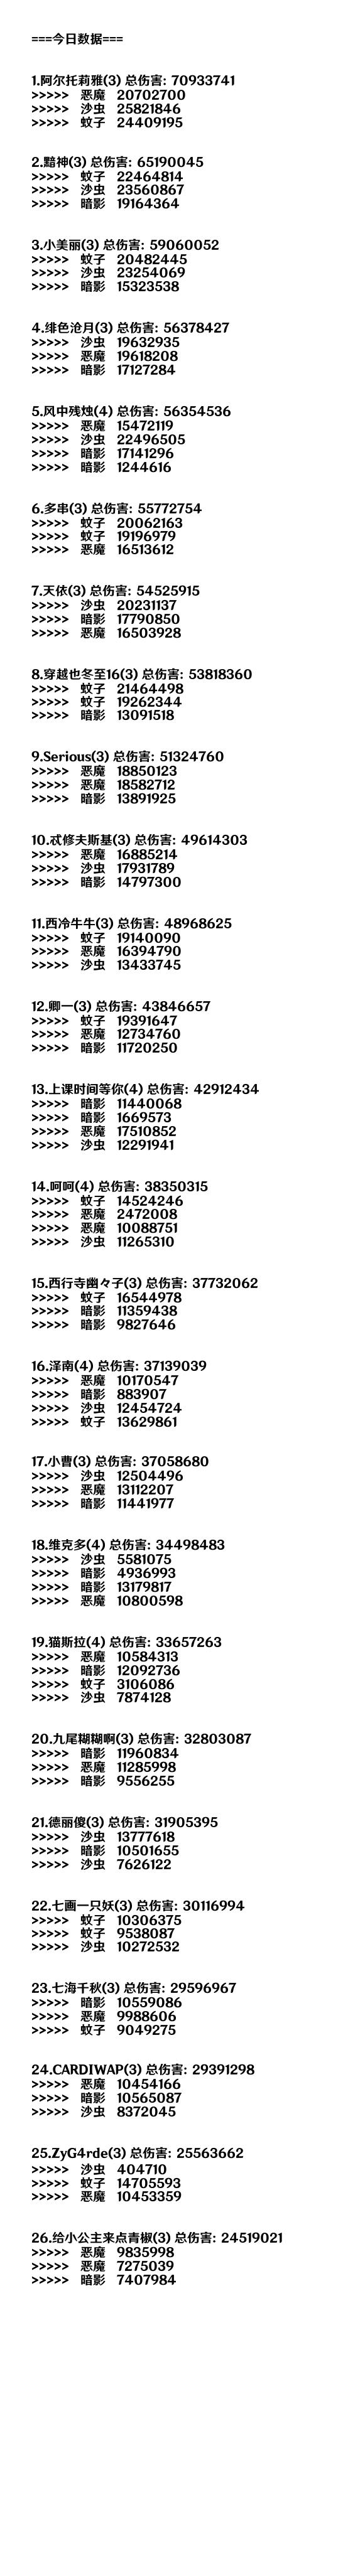 ===今日数据===
1.阿尔托莉雅(3) 总伤害: 70933741
>>>>> 恶魔 20702700
>>>>> 沙虫 25821846
>>>>> 蚊子 24409195
2.黯神(3) 总伤害: 65190045
>>>>> 蚊子 22464814
>>>>> 沙虫 23560867
>>>>> 暗影 19164364
3.小美丽(3) 总伤害: 59060052
>>>>> 蚊子 20482445
>>>>> 沙虫 23254069
>>>>> 暗影 15323538
4.绯色沧月(3) 总伤害: 56378427
>>>>> 沙虫 19632935
>>>>> 恶魔 19618208
>>>>> 暗影 17127284
5.风中残烛(4) 总伤害: 56354536
>>>>> 恶魔 15472119
>>>>> 沙虫 22496505
>>>>> 暗影 17141296
>>>>> 暗影 1244616
6.多串(3) 总伤害: 55772754
>>>>> 蚊子 20062163
>>>>> 蚊子 19196979
>>>>> 恶魔 16513612
7.天依(3) 总伤害: 54525915
>>>>> 沙虫 20231137
>>>>> 暗影 17790850
>>>>> 恶魔 16503928
8.穿越也冬至16(3) 总伤害: 53818360
>>>>> 蚊子 21464498
>>>>> 蚊子 19262344
>>>>> 暗影 13091518
9.Serious(3) 总伤害: 51324760
>>>>> 恶魔 18850123
>>>>> 恶魔 18582712
>>>>> 暗影 13891925
10.忒修夫斯基(3) 总伤害: 49614303
>>>>> 恶魔 16885214
>>>>> 沙虫 17931789
>>>>> 暗影 14797300
11.西冷牛牛(3) 总伤害: 48968625
>>>>> 蚊子 19140090
>>>>> 恶魔 16394790
>>>>> 沙虫 13433745
12.卿一(3) 总伤害: 43846657
>>>>> 蚊子 19391647
>>>>> 恶魔 12734760
>>>>> 暗影 11720250
13.上课时间等你(4) 总伤害: 42912434
>>>>> 暗影 11440068
>>>>> 暗影 1669573
>>>>> 恶魔 17510852
>>>>> 沙虫 12291941
14.呵呵(4) 总伤害: 38350315
>>>>> 蚊子 14524246
>>>>> 恶魔 2472008
>>>>> 恶魔 10088751
>>>>> 沙虫 11265310
15.西行寺幽々子(3) 总伤害: 37732062
>>>>> 蚊子 16544978
>>>>> 暗影 11359438
>>>>> 暗影 9827646
16.泽南(4) 总伤害: 37139039
>>>>> 恶魔 10170547
>>>>> 暗影 883907
>>>>> 沙虫 12454724
>>>>> 蚊子 13629861
17.小曹(3) 总伤害: 37058680
>>>>> 沙虫 12504496
>>>>> 恶魔 13112207
>>>>> 暗影 11441977
18.维克多(4) 总伤害: 34498483
>>>>> 沙虫 5581075
>>>>> 暗影 4936993
>>>>> 暗影 13179817
>>>>> 恶魔 10800598
19.猫斯拉(4) 总伤害: 33657263
>>>>> 恶魔 10584313
>>>>> 暗影 12092736
>>>>> 蚊子 3106086
>>>>> 沙虫 7874128
20.九尾糊糊啊(3) 总伤害: 32803087
>>>>> 暗影 11960834
>>>>> 恶魔 11285998
>>>>> 暗影 9556255
21.德丽傻(3) 总伤害: 31905395
>>>>> 沙虫 13777618
>>>>> 暗影 10501655
>>>>> 沙虫 7626122
22.七画一只妖(3) 总伤害: 30116994
>>>>> 蚊子 10306375
>>>>> 蚊子 9538087
>>>>> 沙虫 10272532
23.七海千秋(3) 总伤害: 29596967
>>>>> 暗影 10559086
>>>>> 恶魔 9988606
>>>>> 蚊子 9049275
24.CARDIWAP(3) 总伤害: 29391298
>>>>> 恶魔 10454166
>>>>> 暗影 10565087
>>>>> 沙虫 8372045
25.ZyG4rde(3) 总伤害: 25563662
>>>>> 沙虫 404710
>>>>> 蚊子 14705593
>>>>> 恶魔 10453359
26.给小公主来点青椒(3) 总伤害: 24519021
>>>>> 恶魔 9835998
>>>>> 恶魔 7275039
>>>>> 暗影 7407984